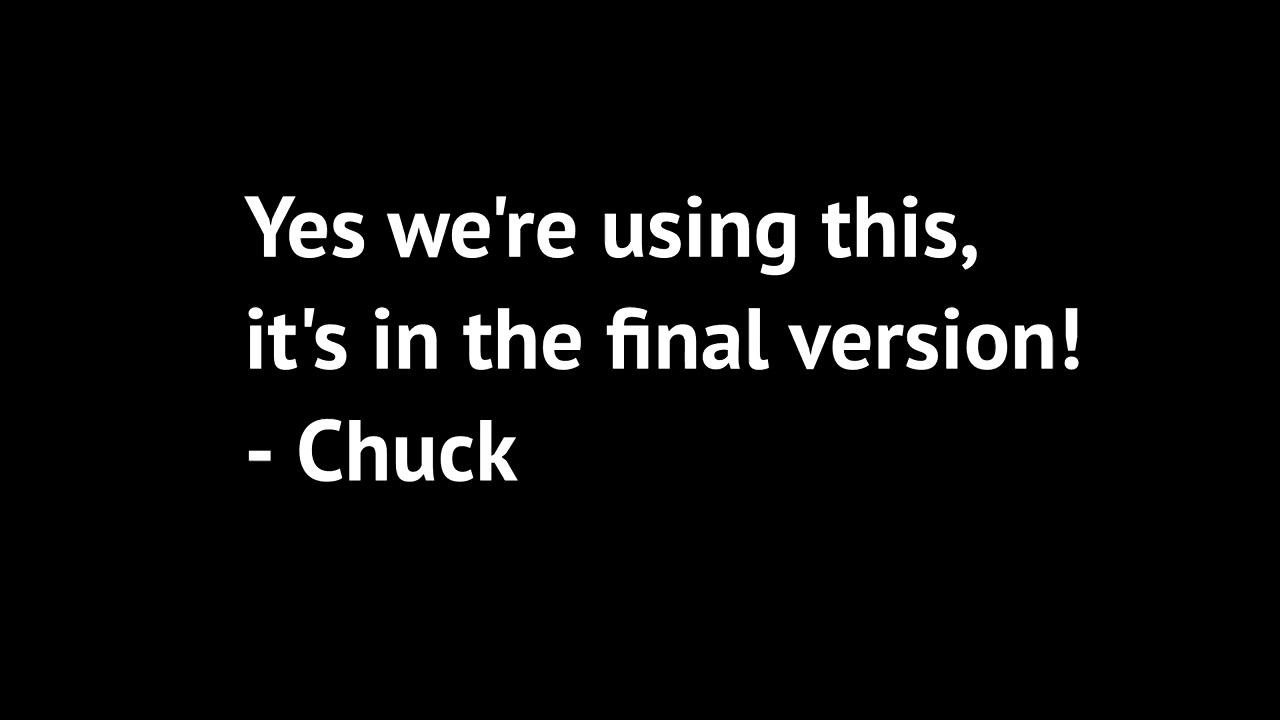 Yes we're using this,
it's in the final version!
- Chuck